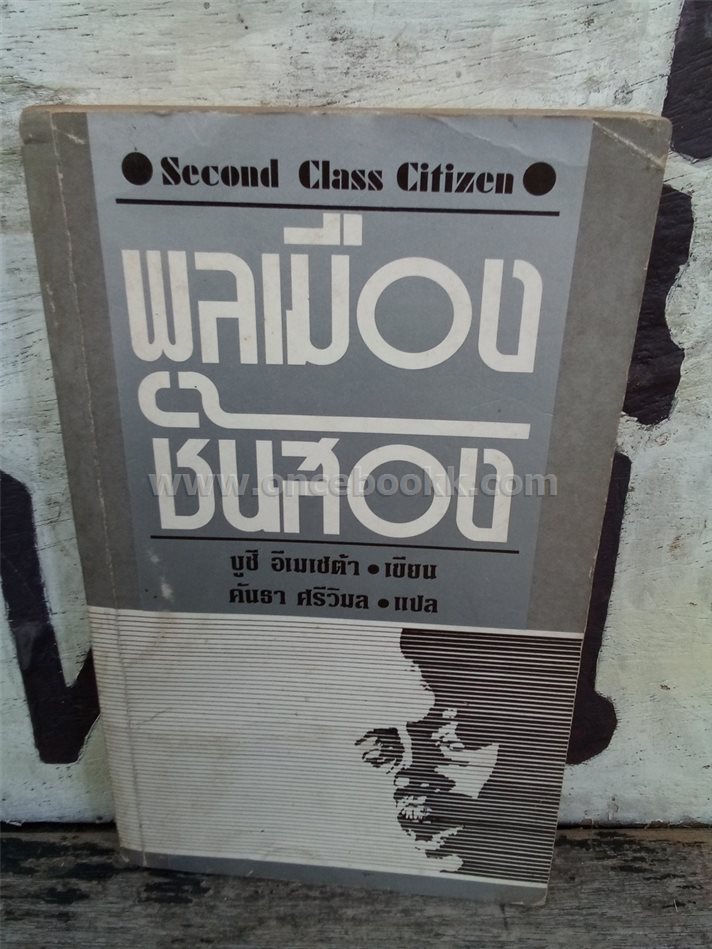 ● Second Class Citizen ●
พลเมือง
ชั้นสอง
www.oncebookk.com
บูชี อีเมเชต้า • เขียน
คันธา ศรีวิมล • แปล